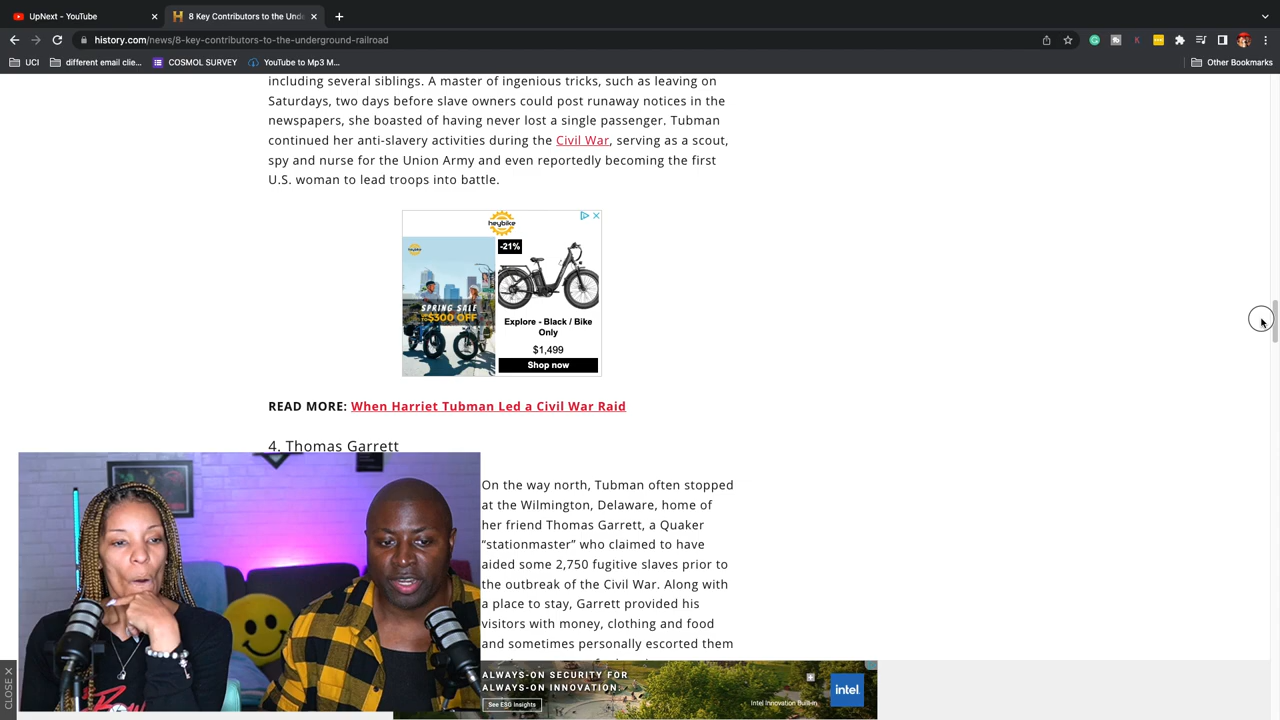 UpNext - YouTube
8 Key Contributors to the Unde
history.com/news/8-key-contributors-to-the-underground-railroad
UCI
different email clie...
COSMOL SURVEY
YouTube to Mp3 M...
Other Bookmarks
including several siblings. A master of ingenious tricks, such as leaving on
Saturdays, two days before slave owners could post runaway notices in the
newspapers, she boasted of having never lost a single passenger. Tubman
continued her anti-slavery activities during the Civil War, serving as a scout,
spy and nurse for the Union Army and even reportedly becoming the first
U.S. woman to lead troops into battle.
heybike
-21%
SPRING SALE
$300 OFF
Explore - Black / Bike
Only
$1,499
Shop now
READ MORE: When Harriet Tubman Led a Civil War Raid
4. Thomas Garrett
On the way north, Tubman often stopped
at the Wilmington, Delaware, home of
her friend Thomas Garrett, a Quaker
“stationmaster” who claimed to have
aided some 2,750 fugitive slaves prior to
the outbreak of the Civil War. Along with
a place to stay, Garrett provided his
visitors with money, clothing and food
and sometimes personally escorted them
CLOSE
ALWAYS-ON SECURITY FOR
ALWAYS-ON INNOVATION.
See ESG Insights
Intel Innovation Built-in
intel.